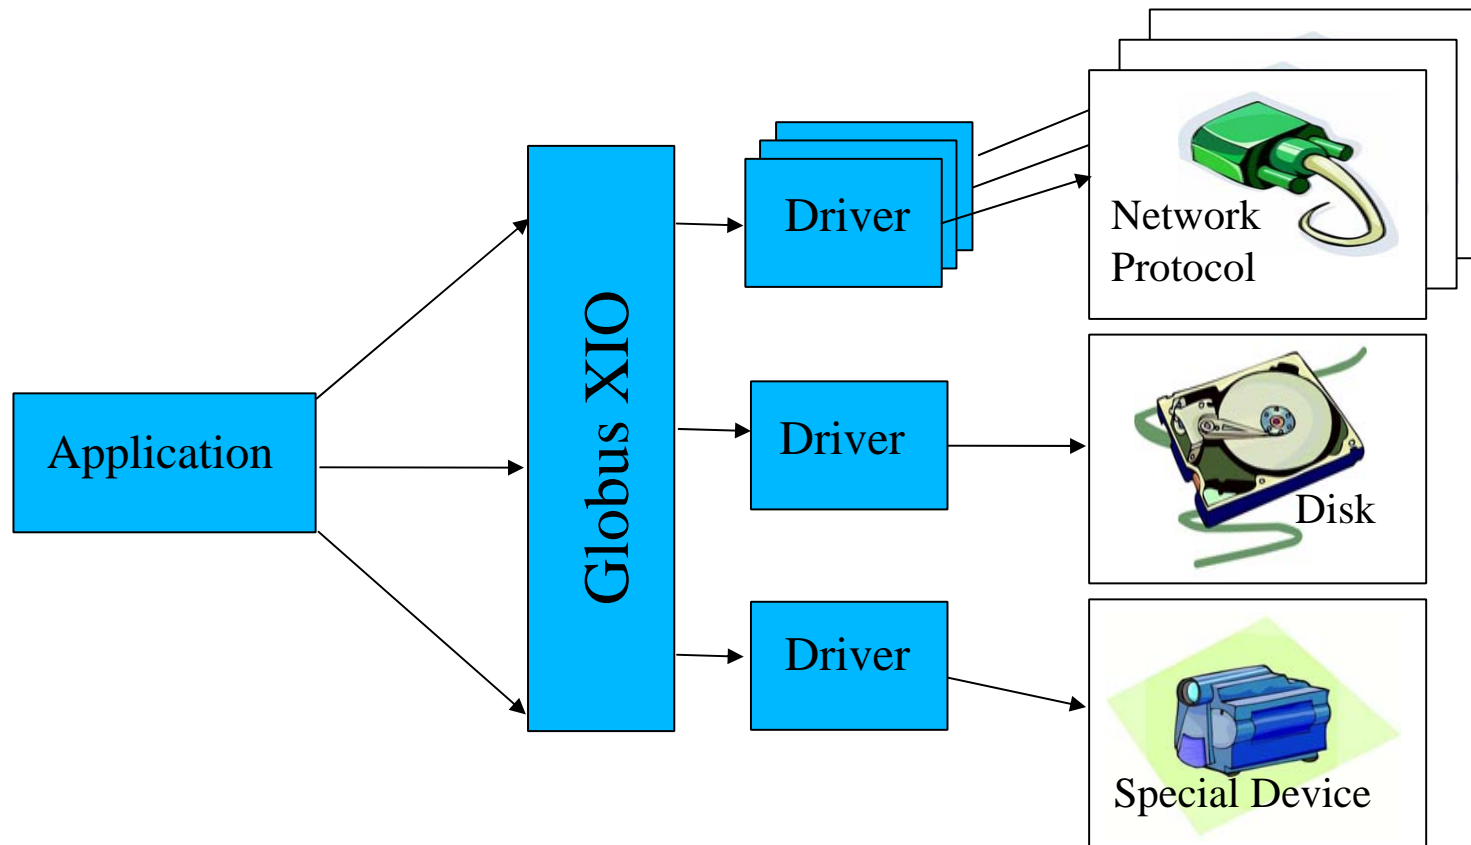 Application
Globus XIO
Driver
Network
Protocol
Driver
Disk
Driver
Special Device